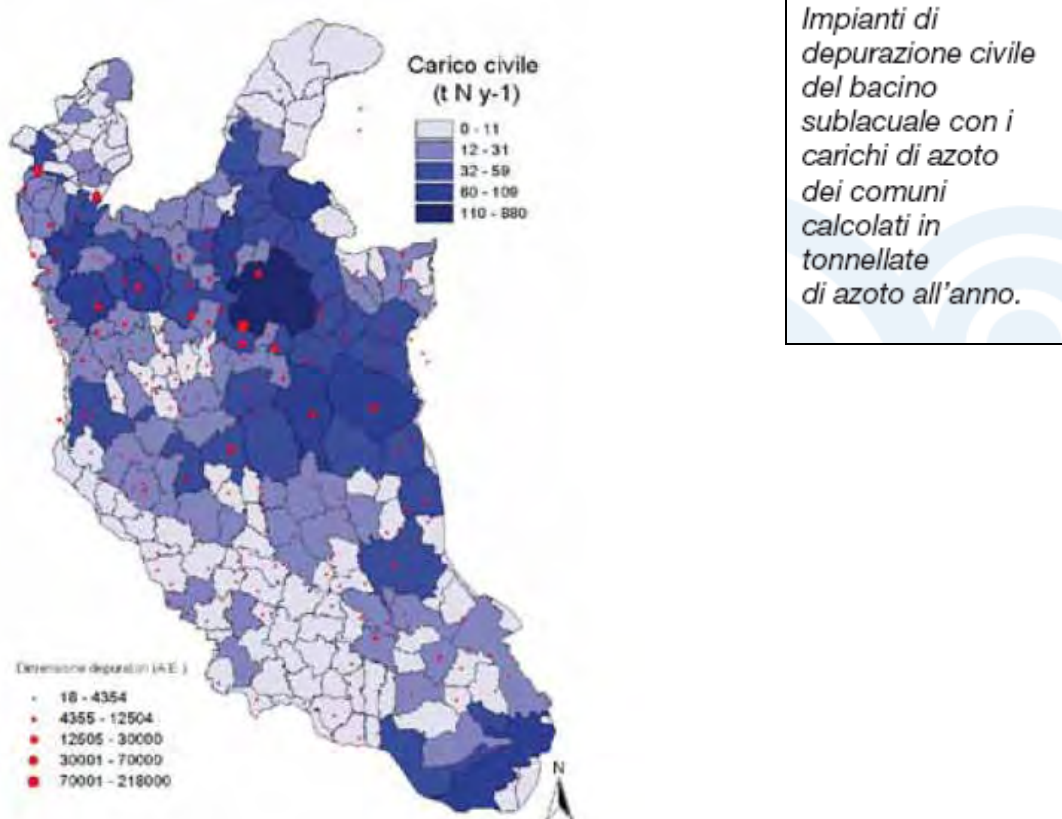 Carico civile
(t N y-1)
0 - 11
12 - 31
32 - 59
60 - 109
110 - 880
Impianti di
depurazione civile
del bacino
sublacuale con i
carichi di azoto
dei comuni
calcolati in
tonnellate
di azoto all'anno.
Dimensione depuratori (A.E.)
18 - 4354
4355 - 12504
12505 - 30000
30001 - 70000
70001 - 218000
N